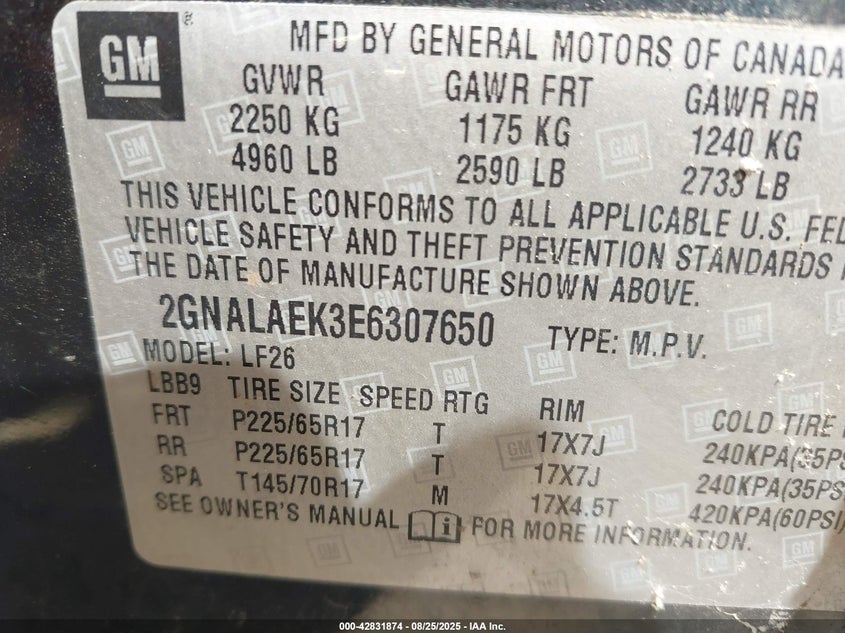 GM ®
MFD BY GENERAL MOTORS OF CANADA
GVWR GAWR FRT GAWR RR
2250 KG 1175 KG 1240 KG
4960 LB 2590 LB 2733 LB
THIS VEHICLE CONFORMS TO ALL APPLICABLE U.S. FED
VEHICLE SAFETY AND THEFT PREVENTION STANDARDS
THE DATE OF MANUFACTURE SHOWN ABOVE.
2GNALAEK3E6307650 TYPE: M.P.V.
MODEL: LF26
LBB9 TIRE SIZE SPEED RTG RIM COLD TIRE
FRT P225/65R17 T 17X7J 240KPA(35PS
RR P225/65R17 T 17X7J 240KPA(35PS
SPA T145/70R17 M 17X4.5T 420KPA(60PSI)
SEE OWNER'S MANUAL i FOR MORE INFORMATION.
000-42831874 | 08/25/2025 - IAA Inc.